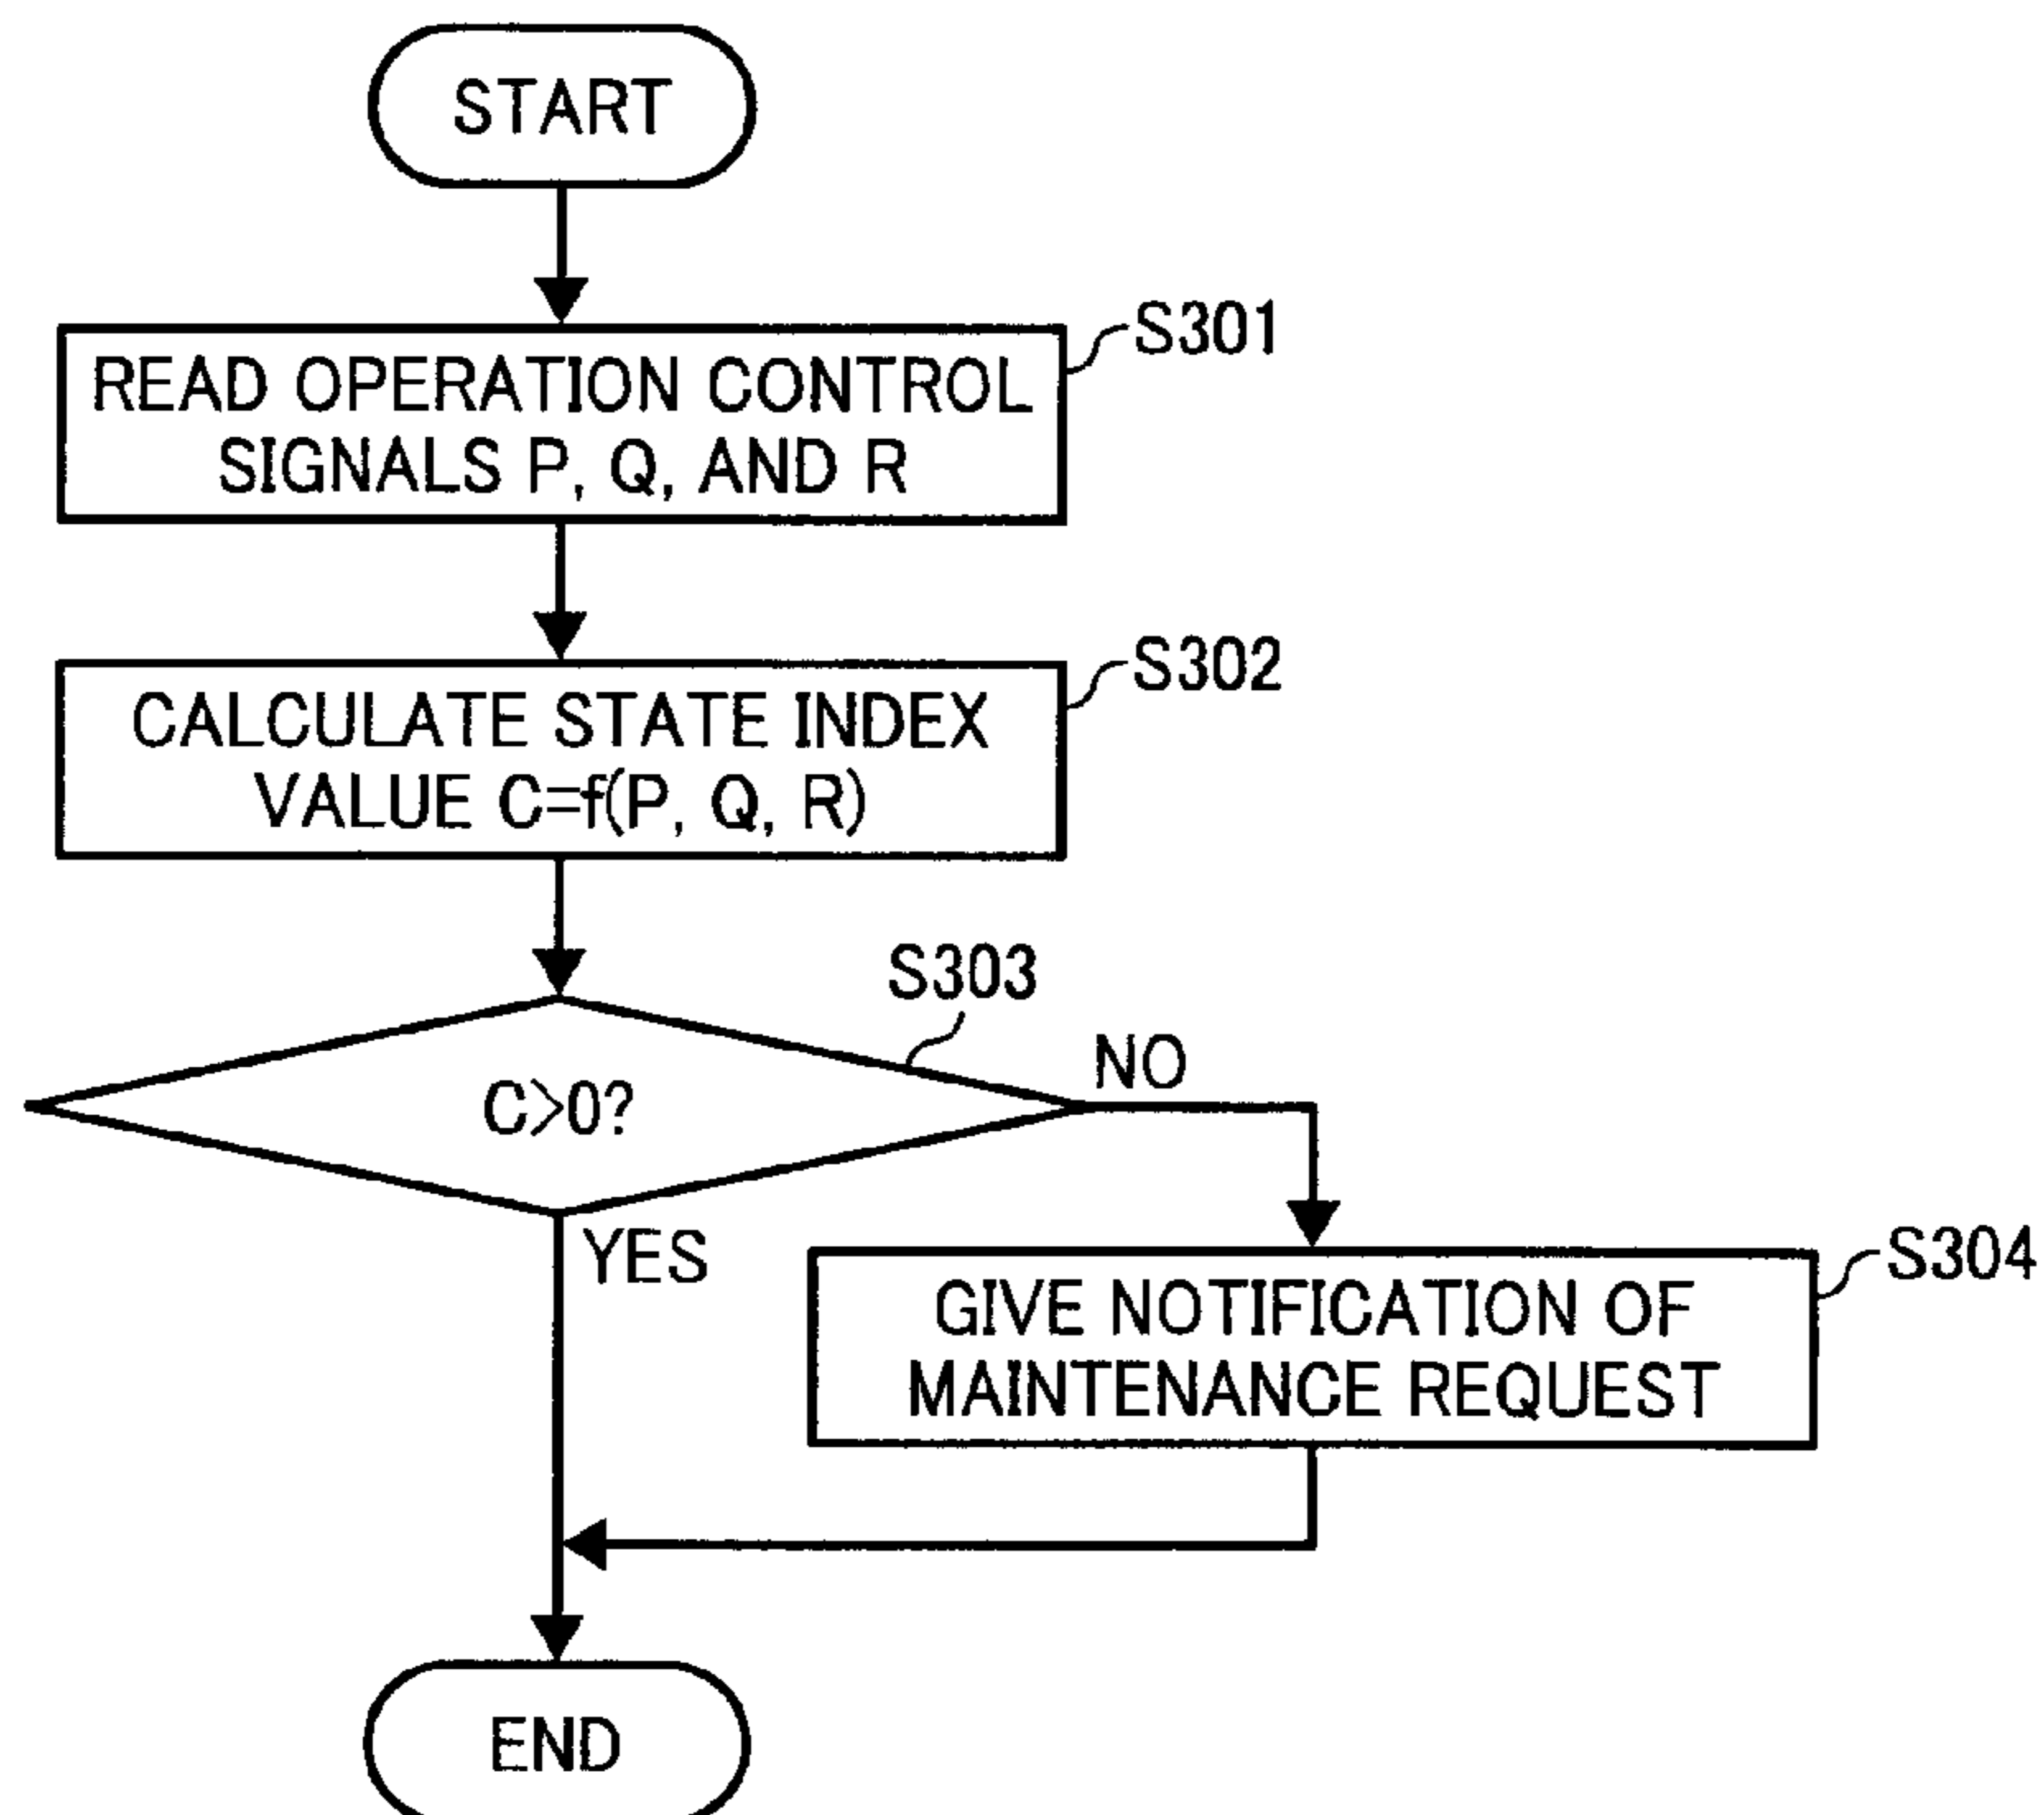 START
S301
READ OPERATION CONTROL
SIGNALS P, Q, AND R
S302
CALCULATE STATE INDEX
VALUE C=f(P, Q, R)
S303
NO
C>0?
YES
S304
GIVE NOTIFICATION OF
MAINTENANCE REQUEST
END